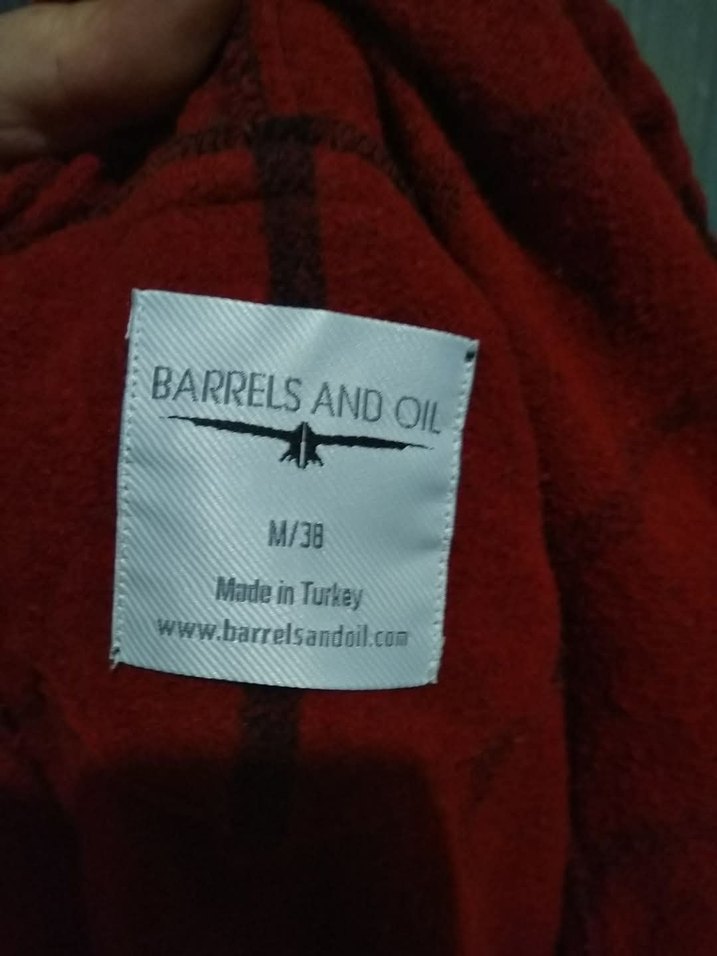 BARRELS AND OIL
M/38
Made in Turkey
www.barrelsandoil.com